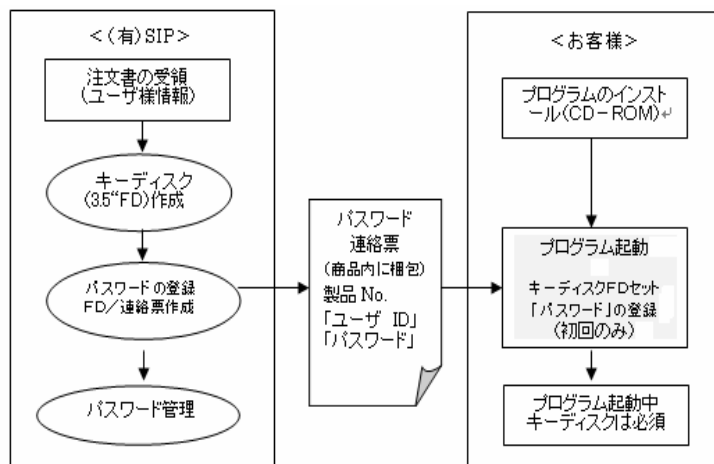 ＜(有)SIP＞
注文書の受領
(ユーザ様情報)
キーディスク
(3.5“FD)作成
パスワードの登録
FD／連絡票作成
パスワード管理
パスワード
連絡票
(商品内に梱包)
製品 No.
「ユーザ ID」
「パスワード」
＜お客様＞
プログラムのインスト
ール(CD－ROM)↵
プログラム起動
キーディスクFDセット
「パスワード」の登録
(初回のみ)
プログラム起動中
キーディスクは必須